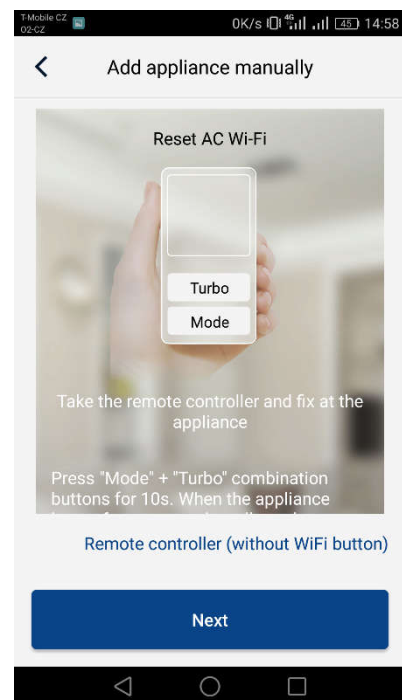 T-Mobile CZ
O2-CZ
0K/s 4G 45 14:58
Add appliance manually
Reset AC Wi-Fi
Turbo
Mode
Take the remote controller and fix at the
appliance
Press "Mode" + "Turbo" combination
buttons for 10s. When the appliance
Remote controller (without WiFi button)
Next